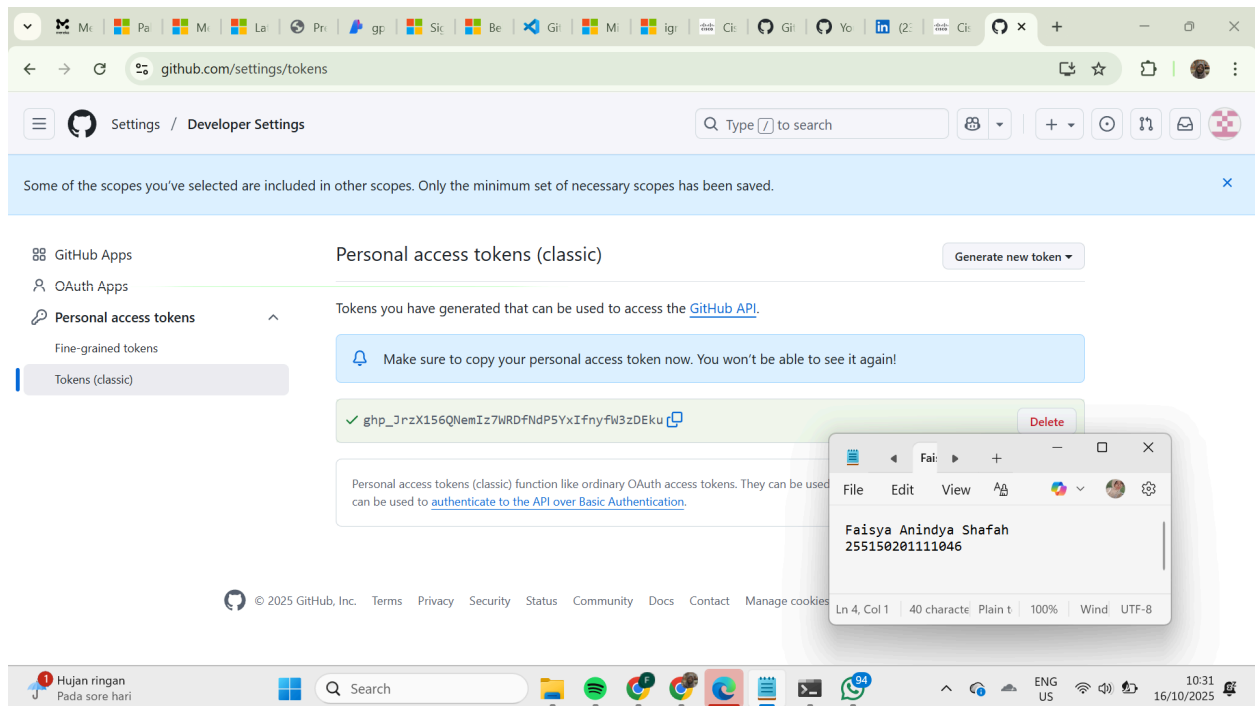 Me
Pa
Me
La
Pre
gp
Sig
Be
Git
Mi
igr
Cis
Git
Yo
(2
Cis
github.com/settings/tokens
Settings / Developer Settings
Type / to search
Some of the scopes you've selected are included in other scopes. Only the minimum set of necessary scopes has been saved.
GitHub Apps
OAuth Apps
Personal access tokens
Fine-grained tokens
Tokens (classic)
Personal access tokens (classic)
Generate new token
Tokens you have generated that can be used to access the GitHub API.
Make sure to copy your personal access token now. You won't be able to see it again!
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
Delete
Personal access tokens (classic) function like ordinary OAuth access tokens. They can be used
can be used to authenticate to the API over Basic Authentication.
Fais
File Edit View
Faisya Anindya Shafah
255150201111046
Ln 4, Col 1 40 characte Plain t 100% Wind UTF-8
© 2025 GitHub, Inc. Terms Privacy Security Status Community Docs Contact Manage cookies
1
Hujan ringan
Pada sore hari
Search
F
94
ENG
US
10:31
16/10/2025